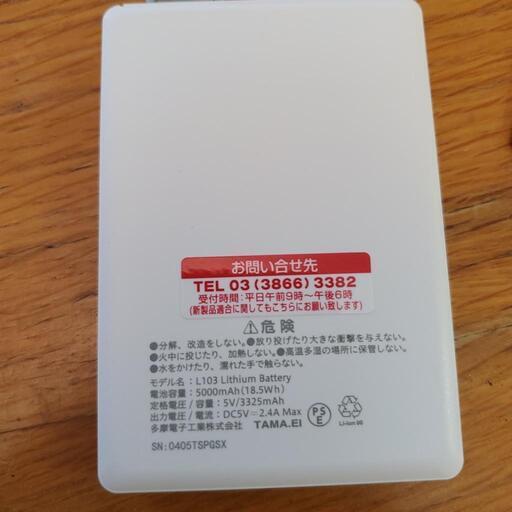 お問い合せ先
TEL 03 (3866) 3382
受付時間：平日午前9時～午後6時
(新製品適合に関してもこちらにお願い致します)
⚠危険
●分解、改造をしない。●放り投げたり大きな衝撃を与えない。
●火中に投じたり、加熱しない。●高温多湿の場所に保管しない。
●水をかけたり、濡れた手で触らない。
モデル名：L103 Lithium Battery
電池容量：5000mAh(18.5Wh)
定格電圧 / 容量：5V/3325mAh
出力電圧 / 電流：DC5V⎓2.4A Max
多摩電子工業株式会社 TAMA.EI
PSE
Li-ion 00
SN: 0405TSPGSX